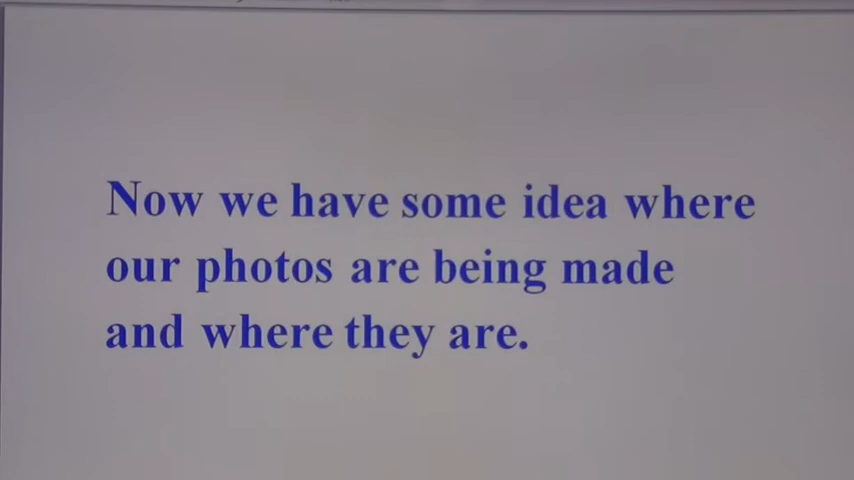 Now we have some idea where
our photos are being made
and where they are.